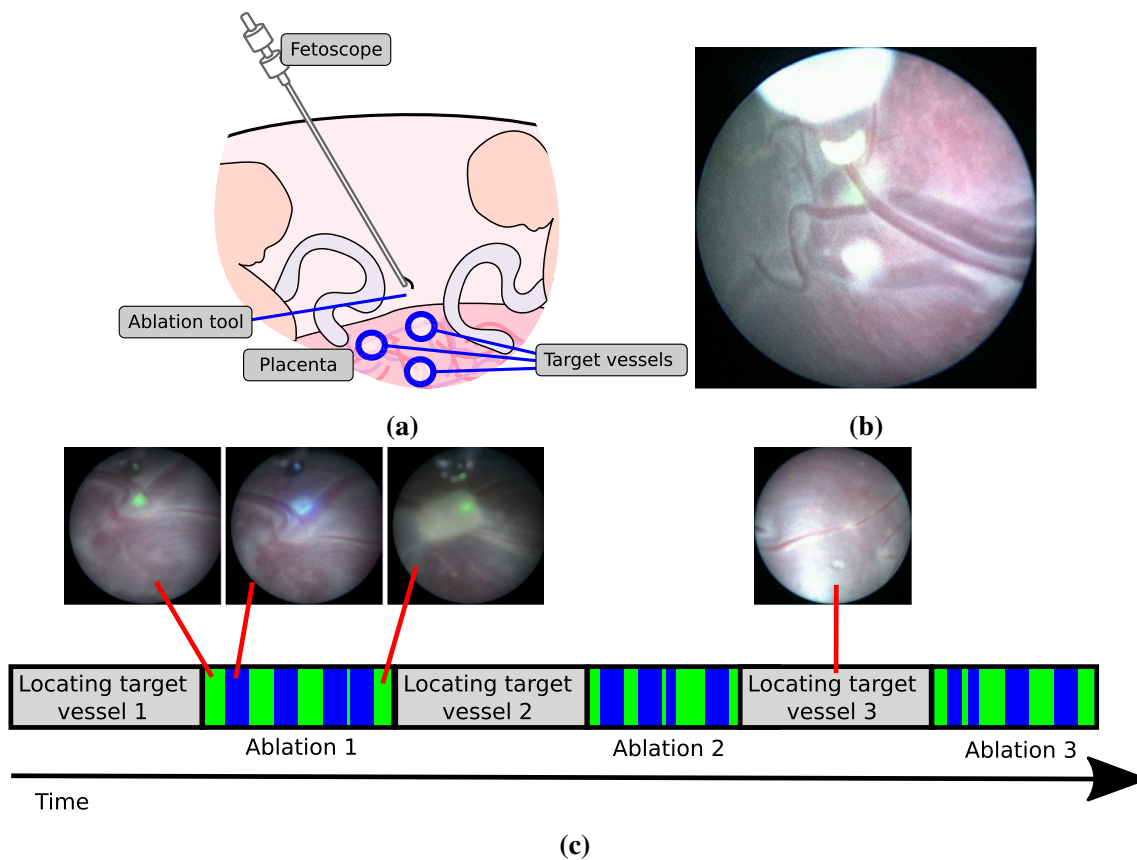 Fetoscope
Ablation tool
Placenta
Target vessels
(a)
(b)
Locating target
vessel 1
Locating target
vessel 2
Locating target
vessel 3
Ablation 1
Ablation 2
Ablation 3
Time
(c)